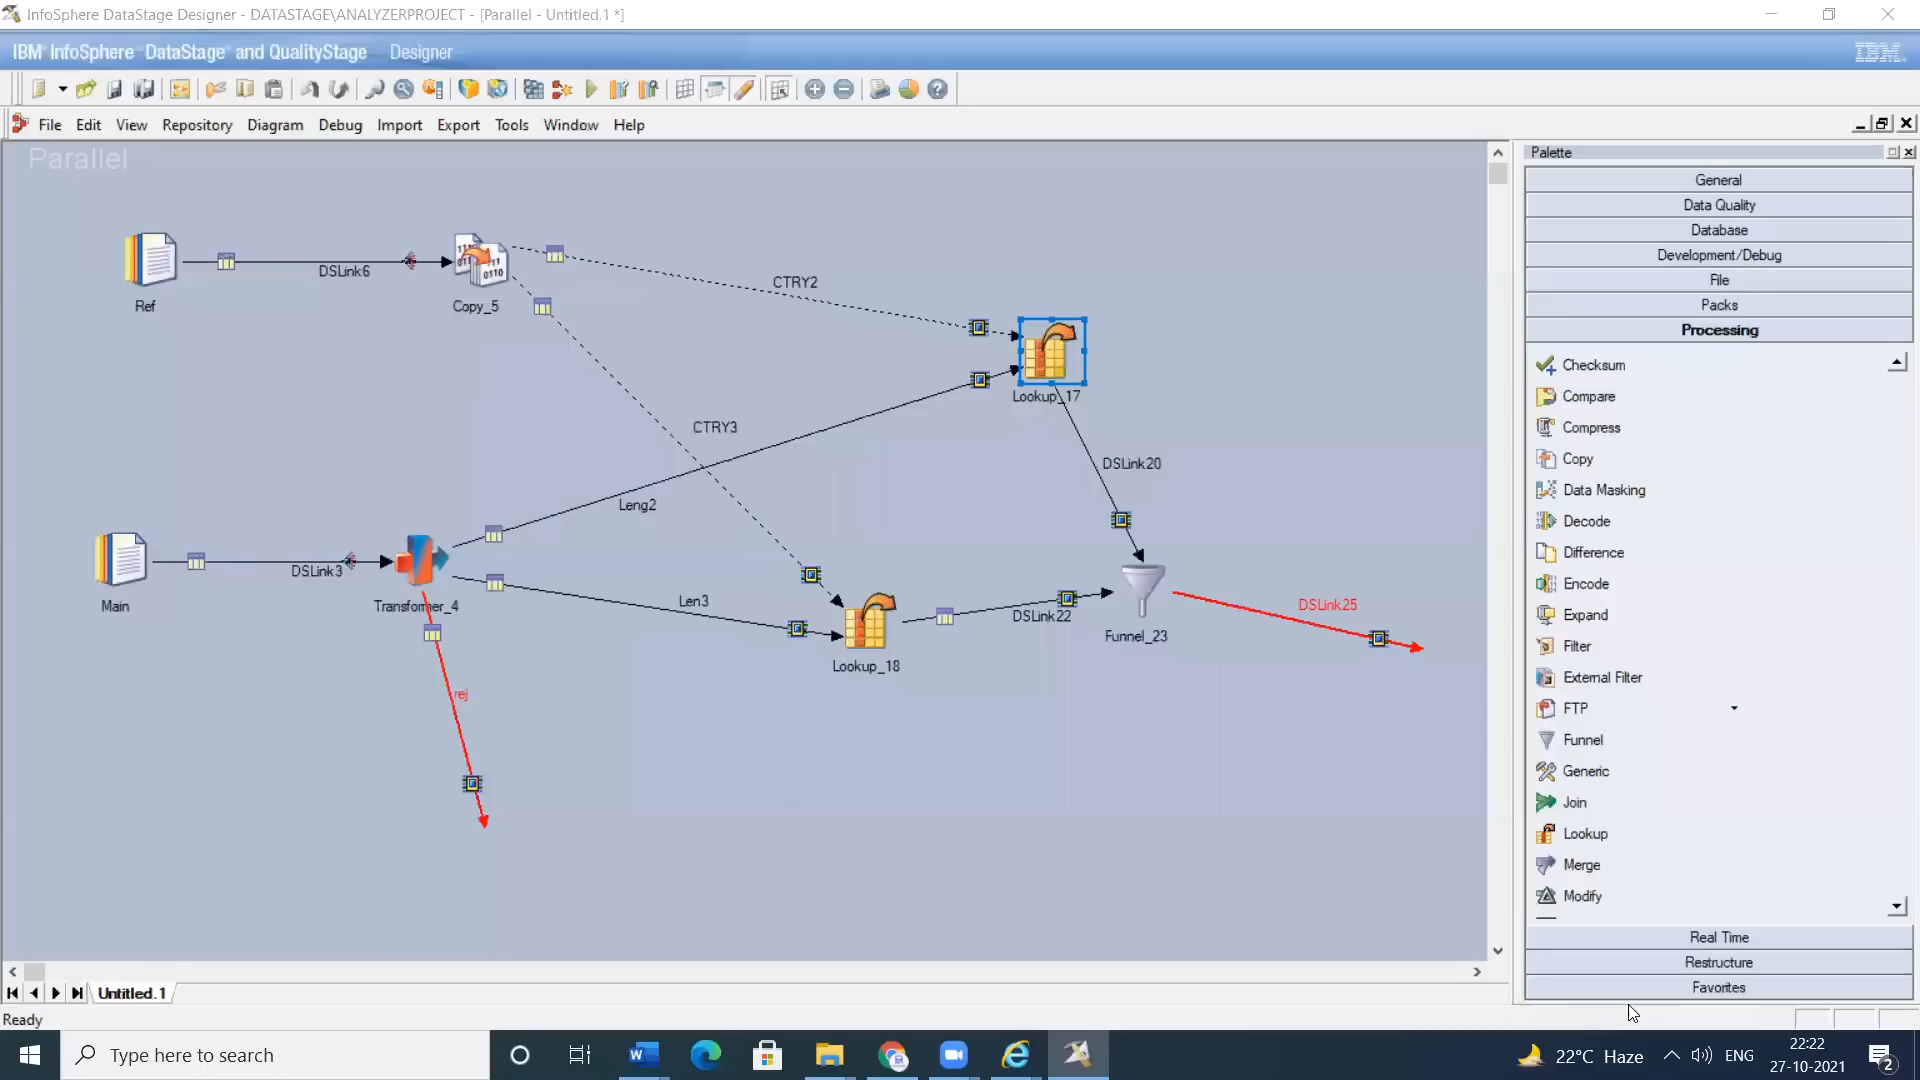 InfoSphere DataStage Designer - DATASTAGE\ANALYZERPROJECT - [Parallel - Untitled.1 *]
IBM InfoSphere DataStage and QualityStage Designer
IBM
File Edit View Repository Diagram Debug Import Export Tools Window Help
Parallel
Palette
General
Data Quality
Database
Development/Debug
File
Packs
Processing
Checksum
Compare
Compress
Copy
Data Masking
Decode
Difference
Encode
Expand
Filter
External Filter
FTP
Funnel
Generic
Join
Lookup
Merge
Modify
Real Time
Restructure
Favorites
CTRY2
DSLink6
Ref
Copy_5
Lookup_17
CTRY3
DSLink20
Leng2
DSLink3
Main
Transformer_4
Len3
DSLink22
DSLink25
Funnel_23
Lookup_18
rej
Untitled.1
Ready
Type here to search
22°C Haze
ENG
22:22
27-10-2021
2